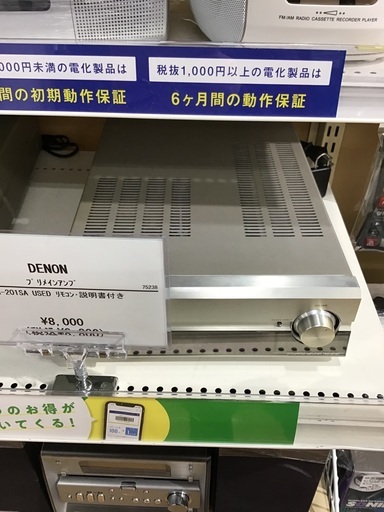 FM/AM RADIO CASSETTE RECORDER PLAYER
000円未満の電化製品は
間の初期動作保証
税抜1,000円以上の電化製品は
6ヶ月間の動作保証
DENON
プリメインアンプ
75238
-201SA USED リモコン・説明書付き
¥8,000
のお得が
いてくる!